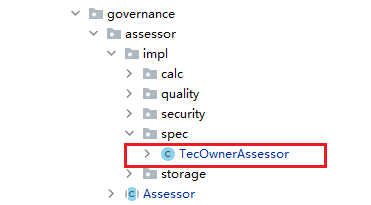 governance
assessor
impl
calc
quality
security
spec
TecOwnerAssessor
storage
Assessor